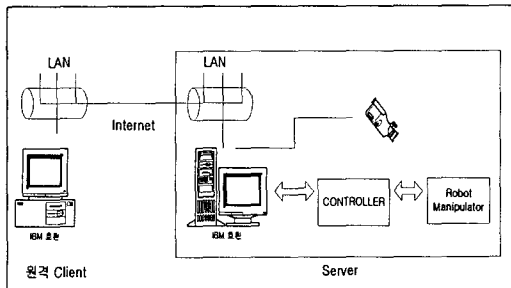 LAN
LAN
Internet
IBM 호환
IBM 호환
CONTROLLER
Robot
Manipulator
원격 Client
Server